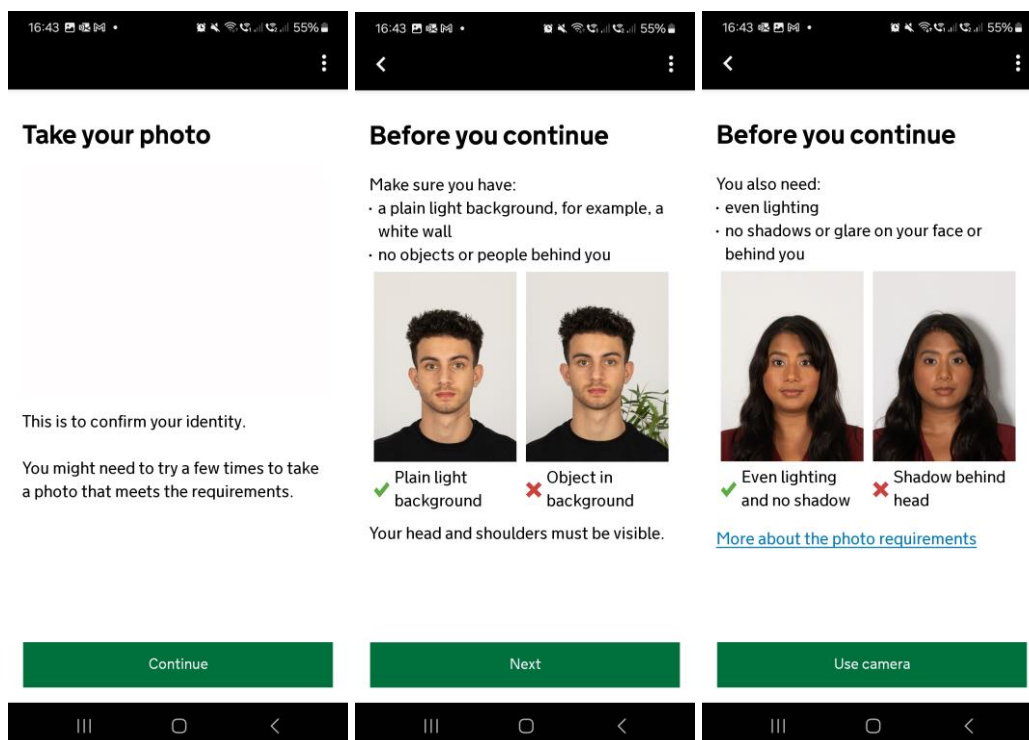 16:43
55%
Take your photo
This is to confirm your identity.
You might need to try a few times to take
a photo that meets the requirements.
Continue
16:43
55%
Before you continue
Make sure you have:
· a plain light background, for example, a
white wall
· no objects or people behind you
Plain light
background
Object in
background
Your head and shoulders must be visible.
Next
16:43
55%
Before you continue
You also need:
· even lighting
· no shadows or glare on your face or
behind you
Even lighting
and no shadow
Shadow behind
head
More about the photo requirements
Use camera